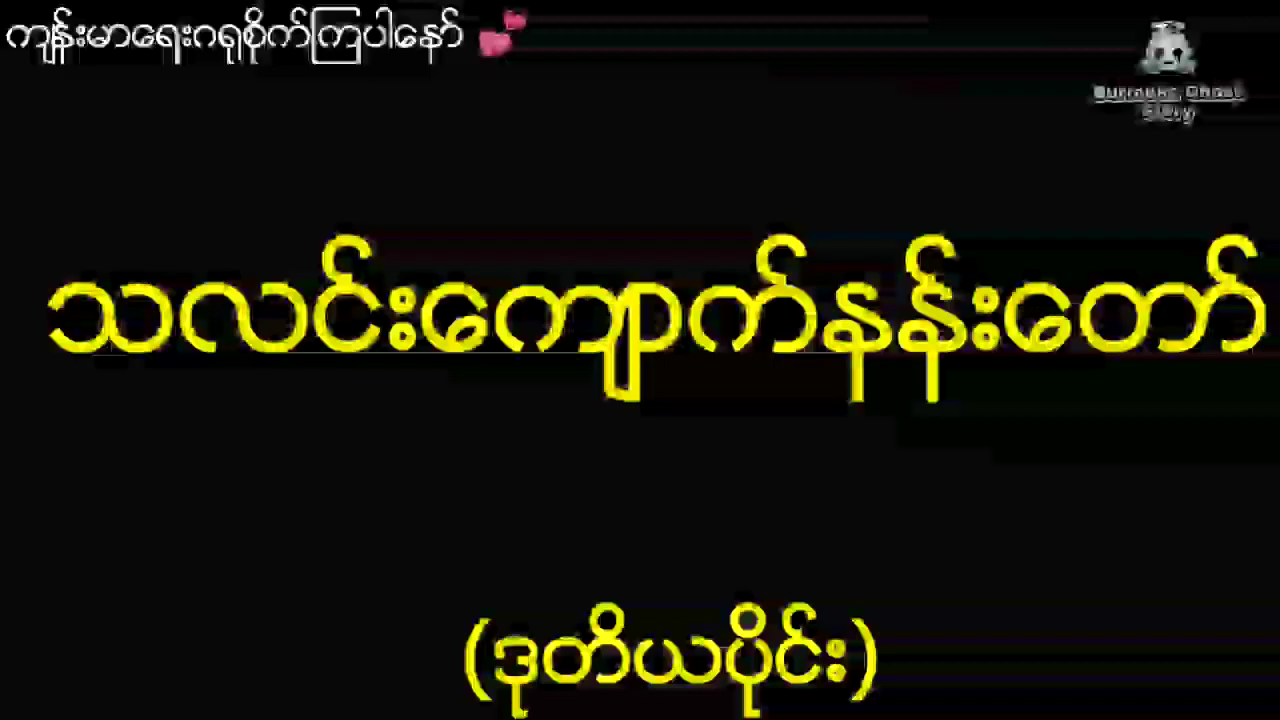 ကျန်းမာရေးဂရုစိုက်ကြပါနော် 💕
သလင်းကျောက်နန်းတော်
(ဒုတိယပိုင်း)